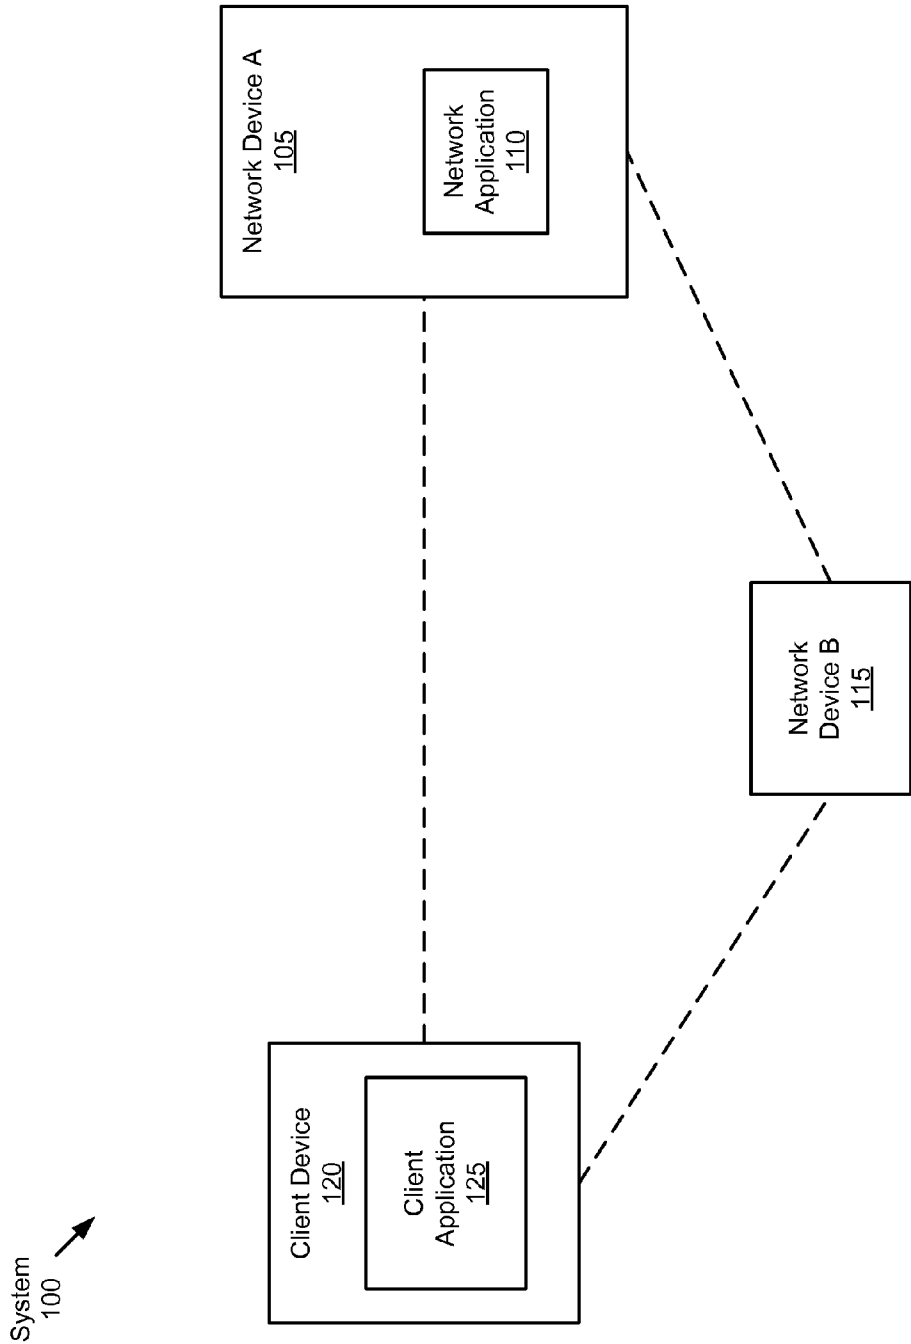 System
100
Client Device
120
Client
Application
125
Network Device A
105
Network
Application
110
Network
Device B
115